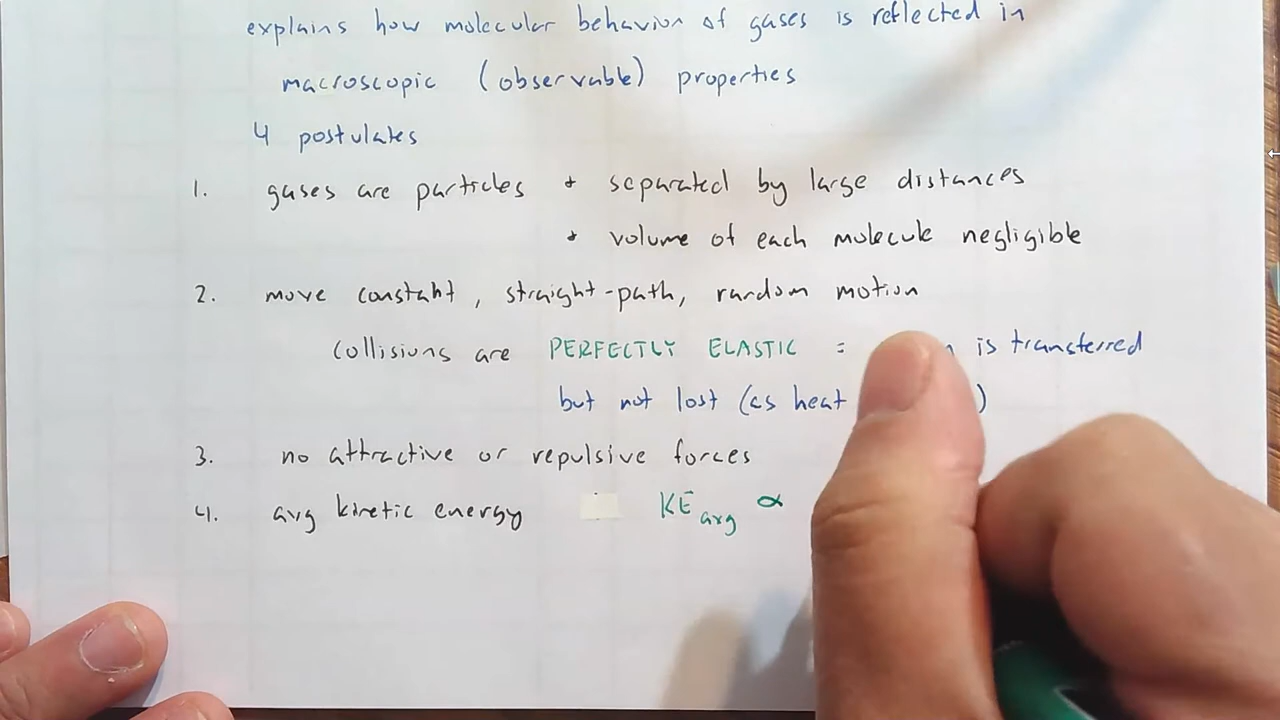 explains how molecular behavior of gases is reflected in
macroscopic (observable) properties
4 postulates
1. gases are particles + separated by large distances
+ volume of each molecule negligible
2. move constant, straight-path, random motion
collisions are PERFECTLY ELASTIC = is transferred
but not lost (as heat )
3. no attractive or repulsive forces
4. avg kinetic energy KE avg ∝